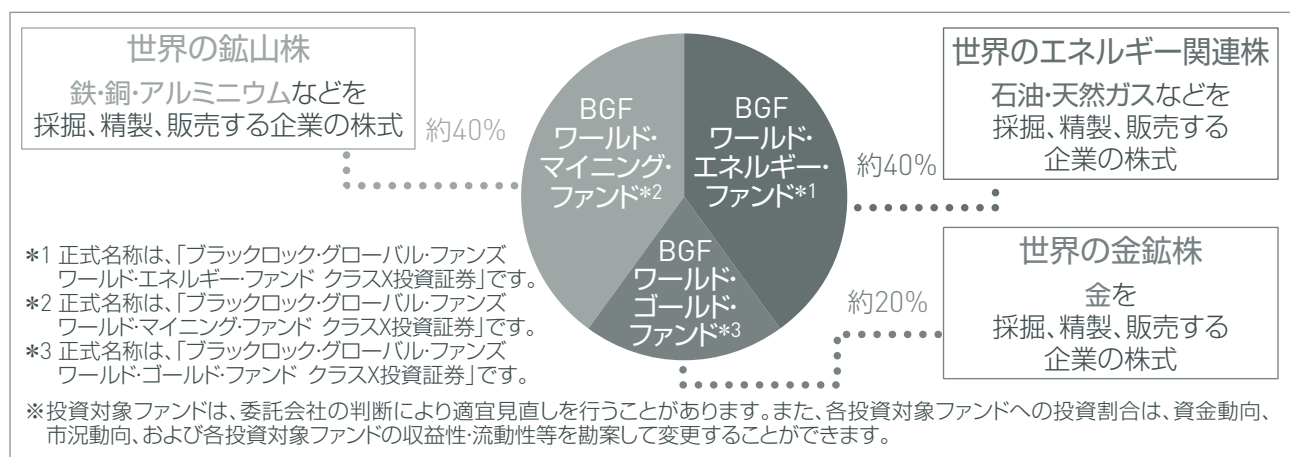 世界の鉱山株
鉄・銅・アルミニウムなどを
採掘、精製、販売する企業の株式
約40%
BGF
ワールド・
マイニング・
ファンド*2
BGF
ワールド・
エネルギー・
ファンド*1
約40%
世界のエネルギー関連株
石油・天然ガスなどを
採掘、精製、販売する
企業の株式
BGF
ワールド・
ゴールド・
ファンド*3
約20%
世界の金鉱株
金を
採掘、精製、販売する
企業の株式
*1 正式名称は、「ブラックロック・グローバル・ファンズ
ワールド・エネルギー・ファンド クラスX投資証券」です。
*2 正式名称は、「ブラックロック・グローバル・ファンズ
ワールド・マイニング・ファンド クラスX投資証券」です。
*3 正式名称は、「ブラックロック・グローバル・ファンズ
ワールド・ゴールド・ファンド クラスX投資証券」です。
※投資対象ファンドは、委託会社の判断により適宜見直しを行うことがあります。また、各投資対象ファンドへの投資割合は、資金動向、
市況動向、および各投資対象ファンドの収益性・流動性等を勘案して変更することができます。